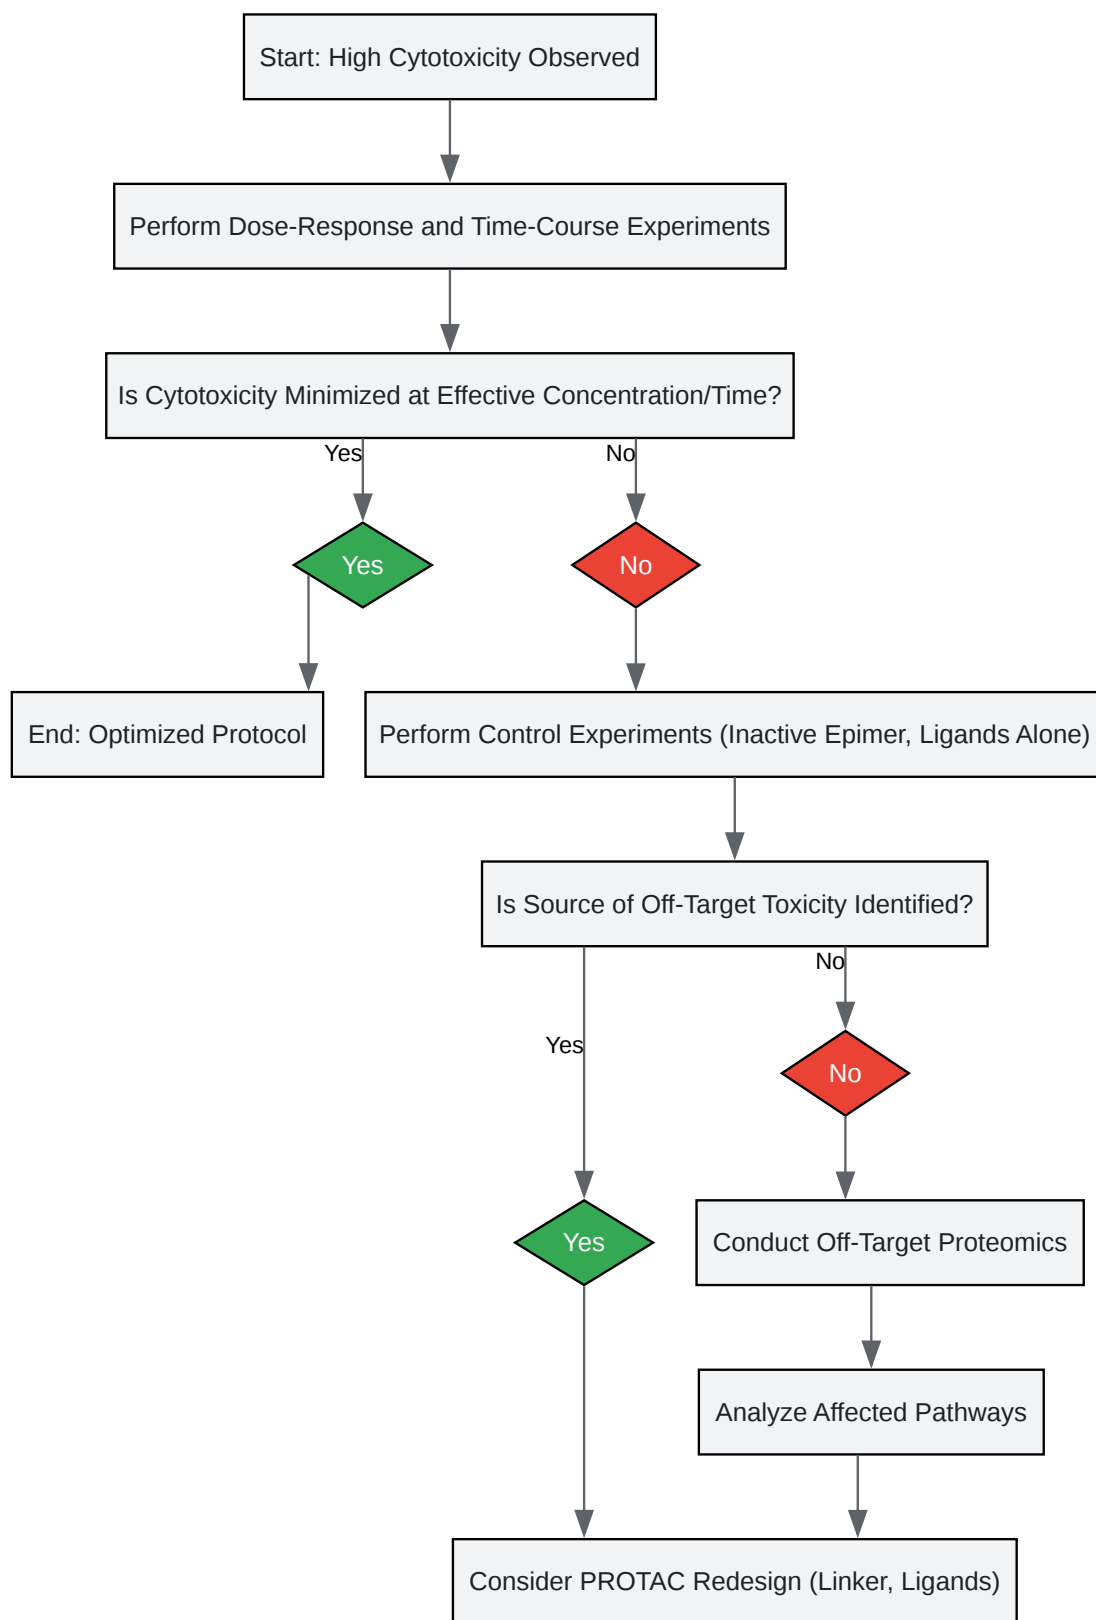 Start: High Cytotoxicity Observed
Perform Dose-Response and Time-Course Experiments
Is Cytotoxicity Minimized at Effective Concentration/Time?
Yes
No
Yes
No
End: Optimized Protocol
Perform Control Experiments (Inactive Epimer, Ligands Alone)
Is Source of Off-Target Toxicity Identified?
No
Yes
No
Yes
Conduct Off-Target Proteomics
Analyze Affected Pathways
Consider PROTAC Redesign (Linker, Ligands)